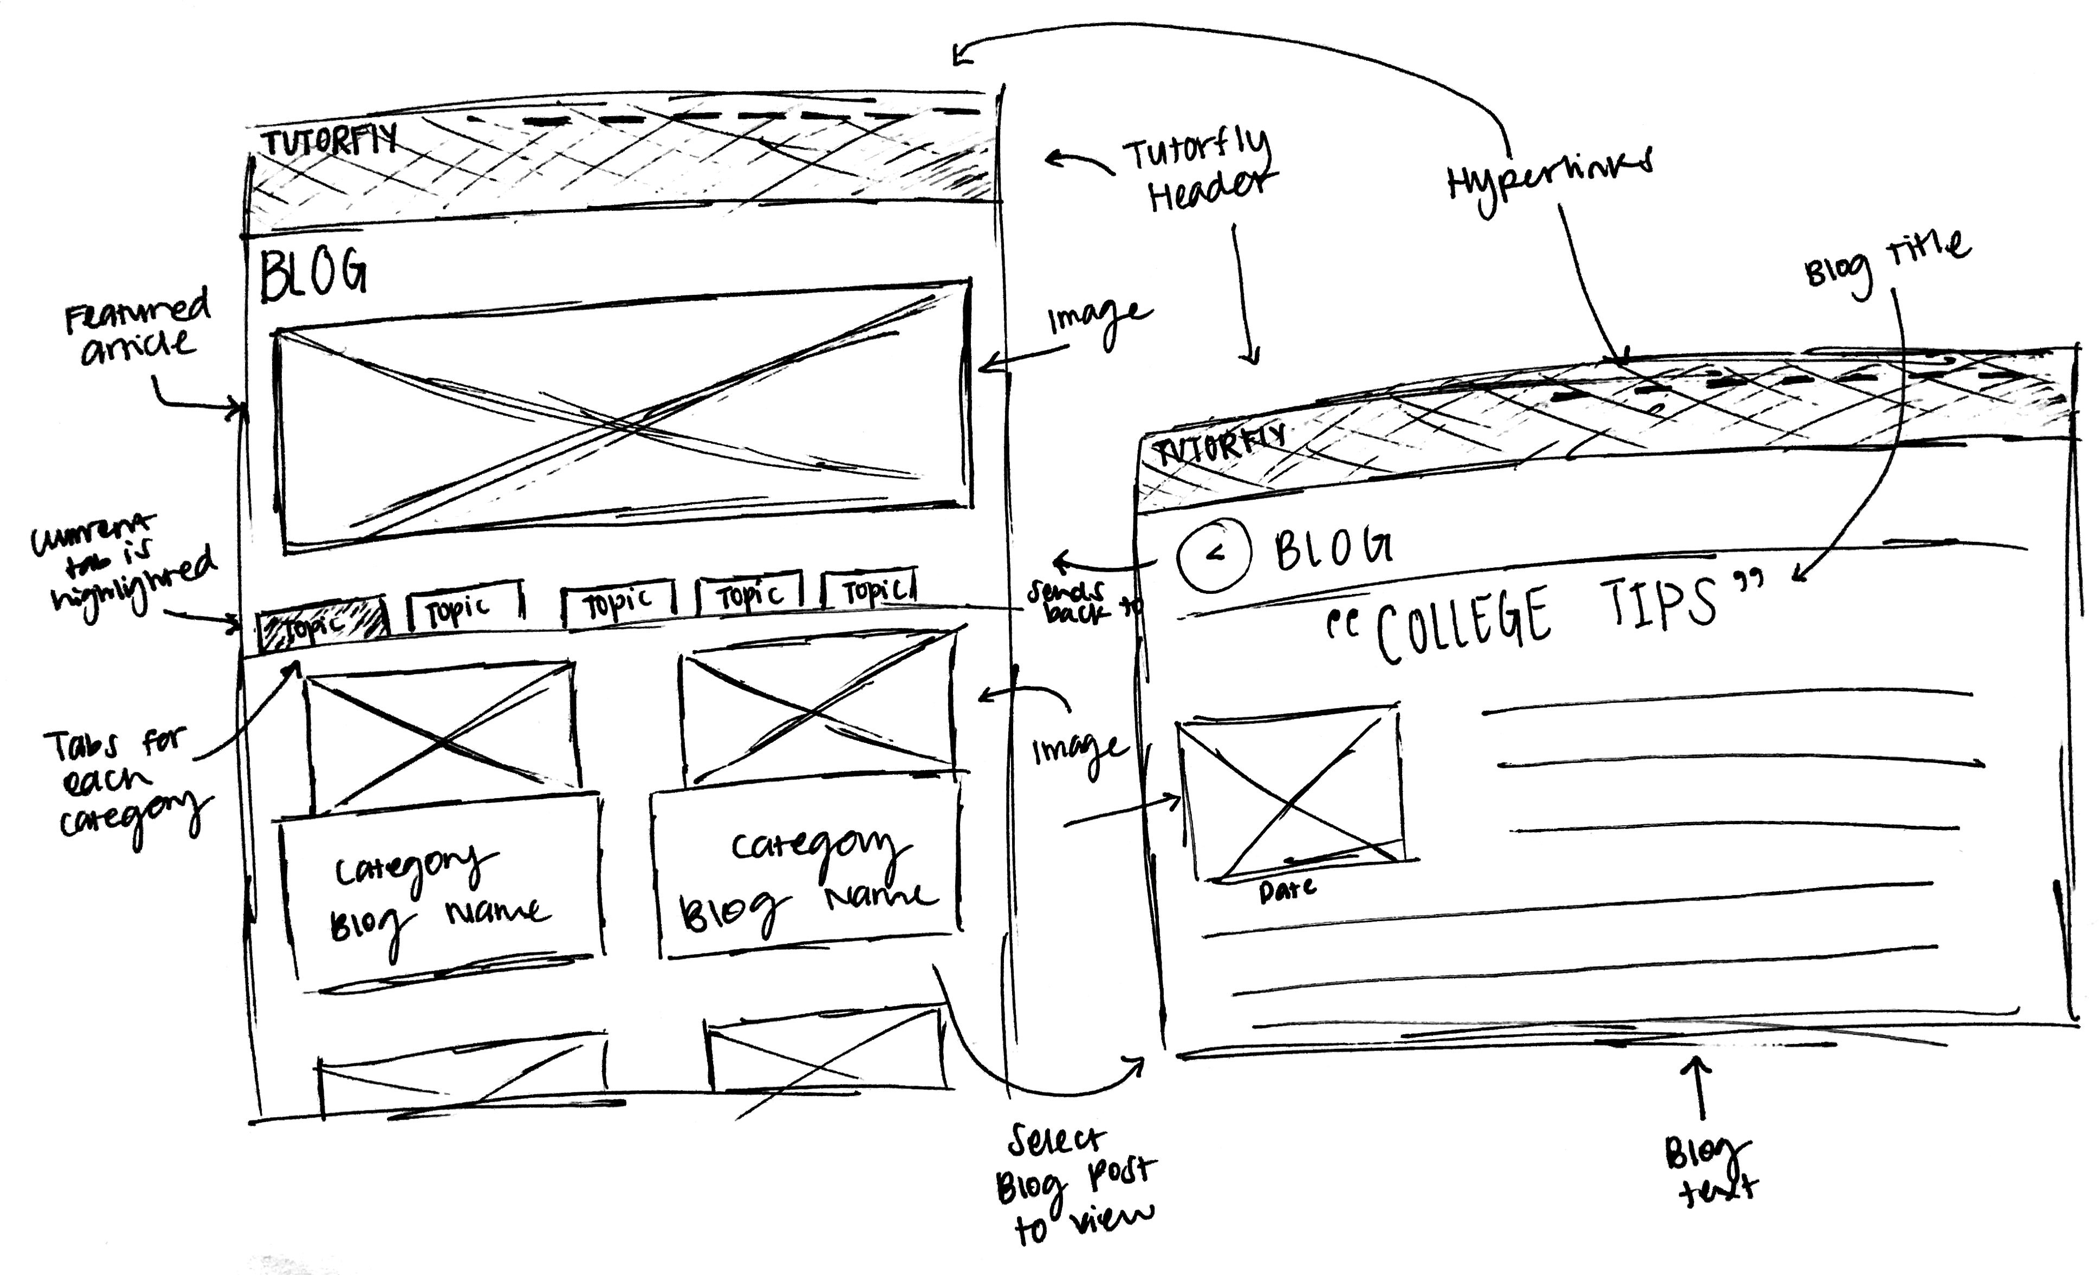 TUTORFLY
BLOG
Featured
article
Current
tab is
highlighted
Topic
Topic
Topic
Topic
Topic
Tabs for
each
category
Category
Blog Name
Category
Blog Name
Image
Image
Tutorfly
Header
Hyperlinks
Blog Title
TUTORFLY
< BLOG
Sends
back to
“COLLEGE TIPS”
Date
Select
Blog post
to view
Blog
text